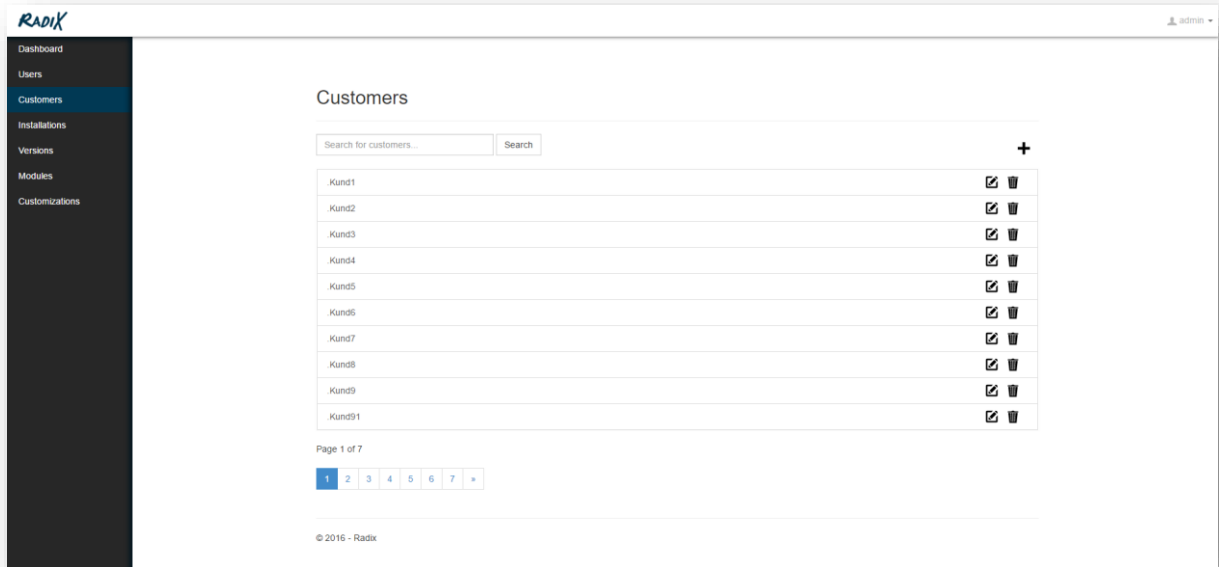 RADIX
admin
Dashboard
Users
Customers
Installations
Versions
Modules
Customizations
Customers
Search for customers...
Search
.Kund1
.Kund2
.Kund3
.Kund4
.Kund5
.Kund6
.Kund7
.Kund8
.Kund9
.Kund91
Page 1 of 7
1 2 3 4 5 6 7 »
© 2016 - Radix